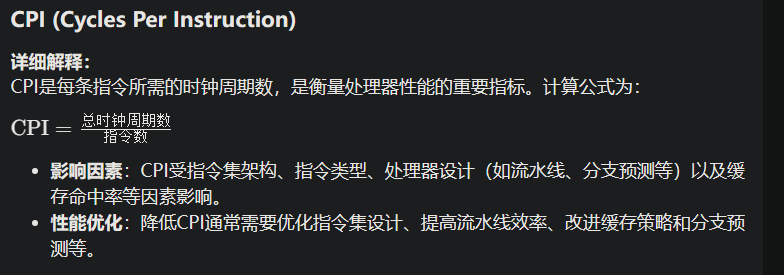 CPI (Cycles Per Instruction)
详细解释：
CPI是每条指令所需的时钟周期数，是衡量处理器性能的重要指标。计算公式为：
CPI = 总时钟周期数/指令数
• 影响因素：CPI受指令集架构、指令类型、处理器设计（如流水线、分支预测等）以及缓
存命中率等因素影响。
• 性能优化：降低CPI通常需要优化指令集设计、提高流水线效率、改进缓存策略和分支预
测等。